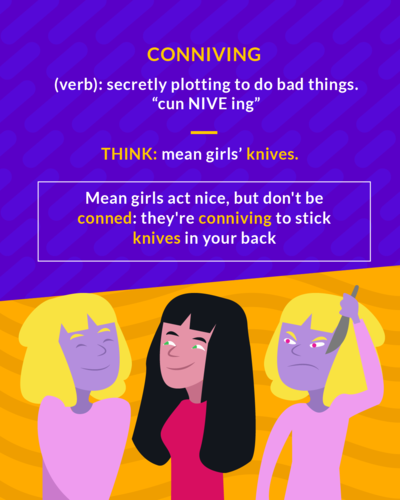 CONNIVING
(verb): secretly plotting to do bad things.
“cun NIVE ing”
THINK: mean girls’ knives.
Mean girls act nice, but don't be
conned: they're conniving to stick
knives in your back